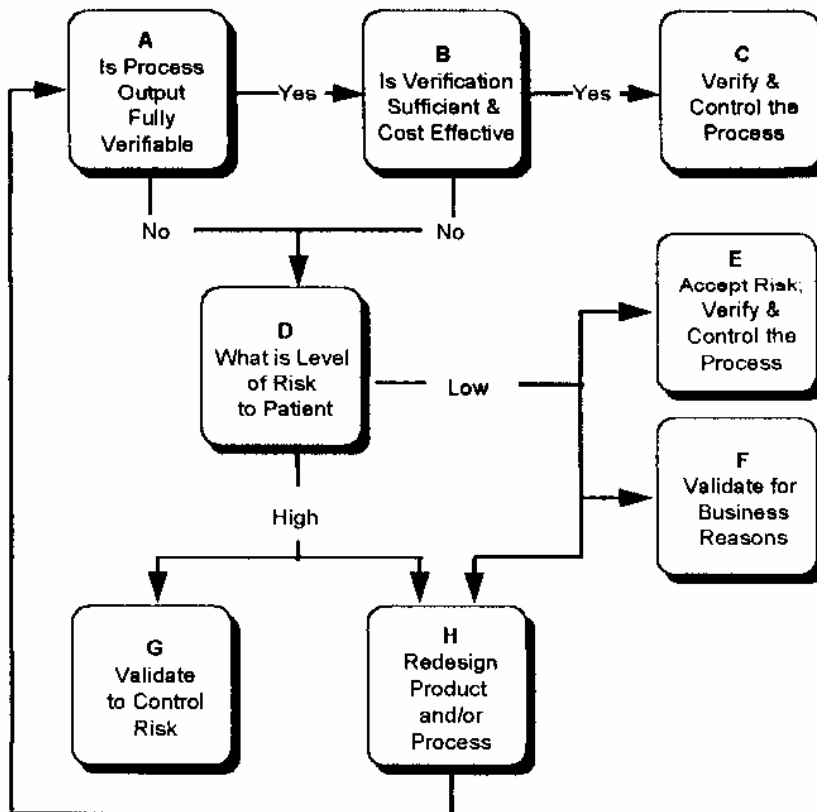 A
Is Process
Output
Fully
Verifiable
Yes
B
Is Verification
Sufficient &
Cost Effective
Yes
C
Verify &
Control the
Process
No
No
D
What is Level
of Risk
to Patient
Low
E
Accept Risk;
Verify &
Control the
Process
F
Validate for
Business
Reasons
High
G
Validate
to Control
Risk
H
Redesign
Product
and/or
Process